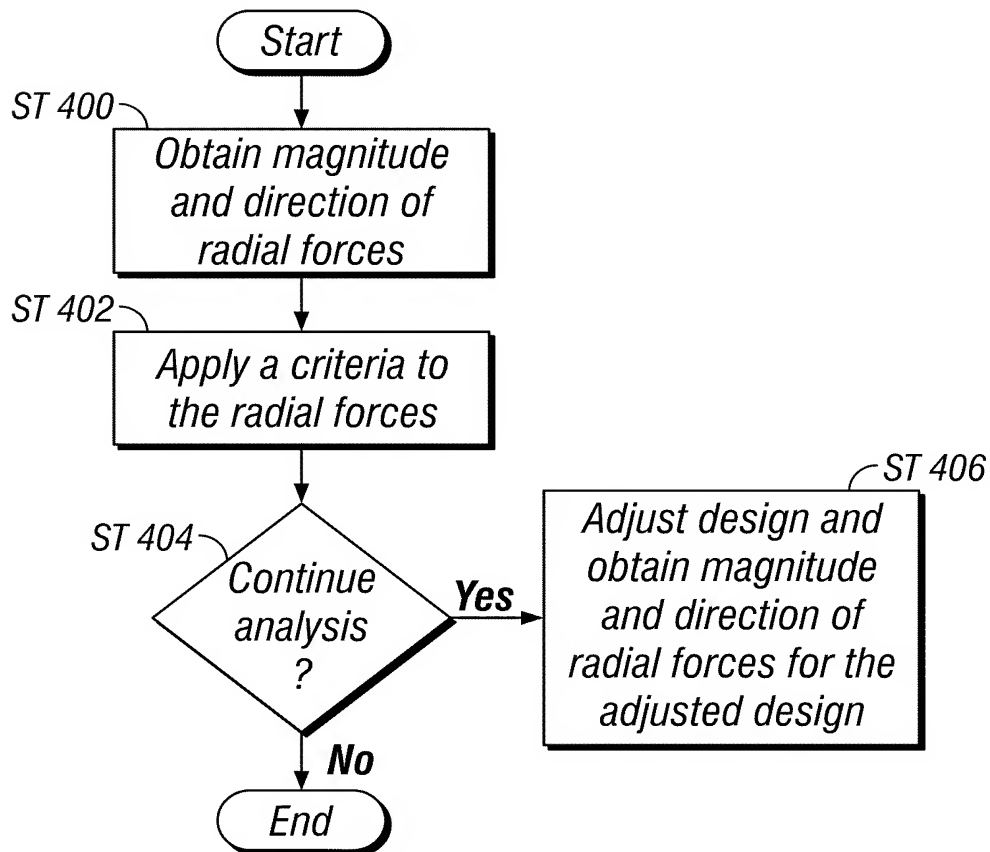 Start
ST 400
Obtain magnitude
and direction of
radial forces
ST 402
Apply a criteria to
the radial forces
ST 404
Continue
analysis
?
Yes
ST 406
Adjust design and
obtain magnitude
and direction of
radial forces for the
adjusted design
No
End